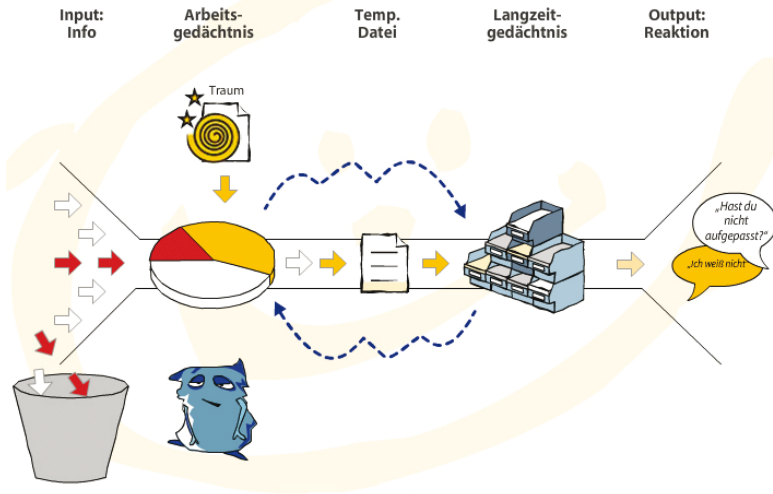 Input:
Info
Arbeits-
gedächtnis
Temp.
Datei
Langzeit-
gedächtnis
Output:
Reaktion
Traum
„Hast du
nicht
aufgepasst?“
„Ich weiß nicht“